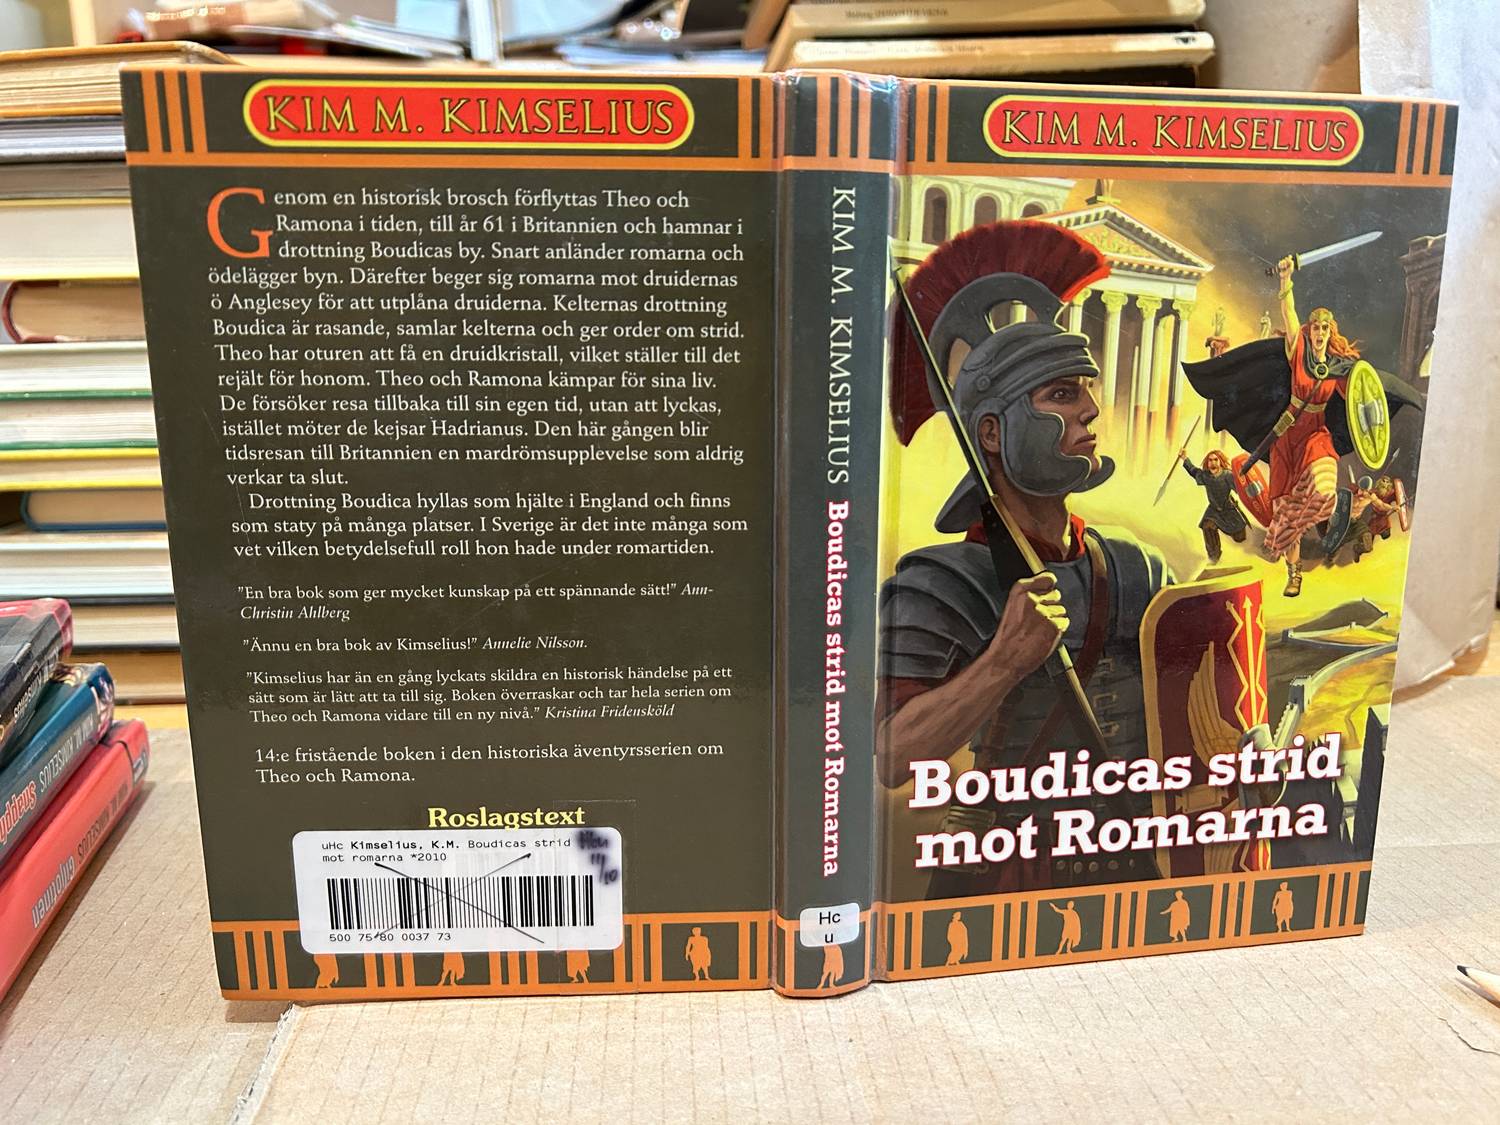 KIM M. KIMSELIUS
Genom en historisk brosch förflyttas Theo och
Ramona i tiden, till år 61 i Britannien och hamnar i
drottning Boudicas by. Snart anländer romarna och
ödelägger byn. Därefter beger sig romarna mot druidernas
ö Anglesey för att utplåna druiderna. Kelternas drottning
Boudica är rasande, samlar kelterna och ger order om strid.
Theo har oturen att få en druidkristall, vilket ställer till det
rejält för honom. Theo och Ramona kämpar för sina liv.
De försöker resa tillbaka till sin egen tid, utan att lyckas,
istället möter de kejsar Hadrianus. Den här gången blir
tidsresan till Britannien en mardrömsupplevelse som aldrig
verkar ta slut.
Drottning Boudica hyllas som hjälte i England och finns
som staty på många platser. I Sverige är det inte många som
vet vilken betydelsefull roll hon hade under romartiden.
"En bra bok som ger mycket kunskap på ett spännande sätt!" Ann-
Christin Ahlberg
"Ännu en bra bok av Kimselius!" Annelie Nilsson.
"Kimselius har än en gång lyckats skildra en historisk händelse på ett
sätt som är lätt att ta till sig. Boken överraskar och tar hela serien om
Theo och Ramona vidare till en ny nivå." Kristina Fridensköld
14:e fristående boken i den historiska äventyrsserien om
Theo och Ramona.
Roslagstext
uHc Kimselius, K.M. Boudicas strid
mot romarna *2010
11/10
500 75-80 0037 73
KIM M. KIMSELIUS Boudicas strid mot Romarna
Hc
u
KIM M. KIMSELIUS
Boudicas strid
mot Romarna
KIM M. KIMSELIUS
Giljotinen